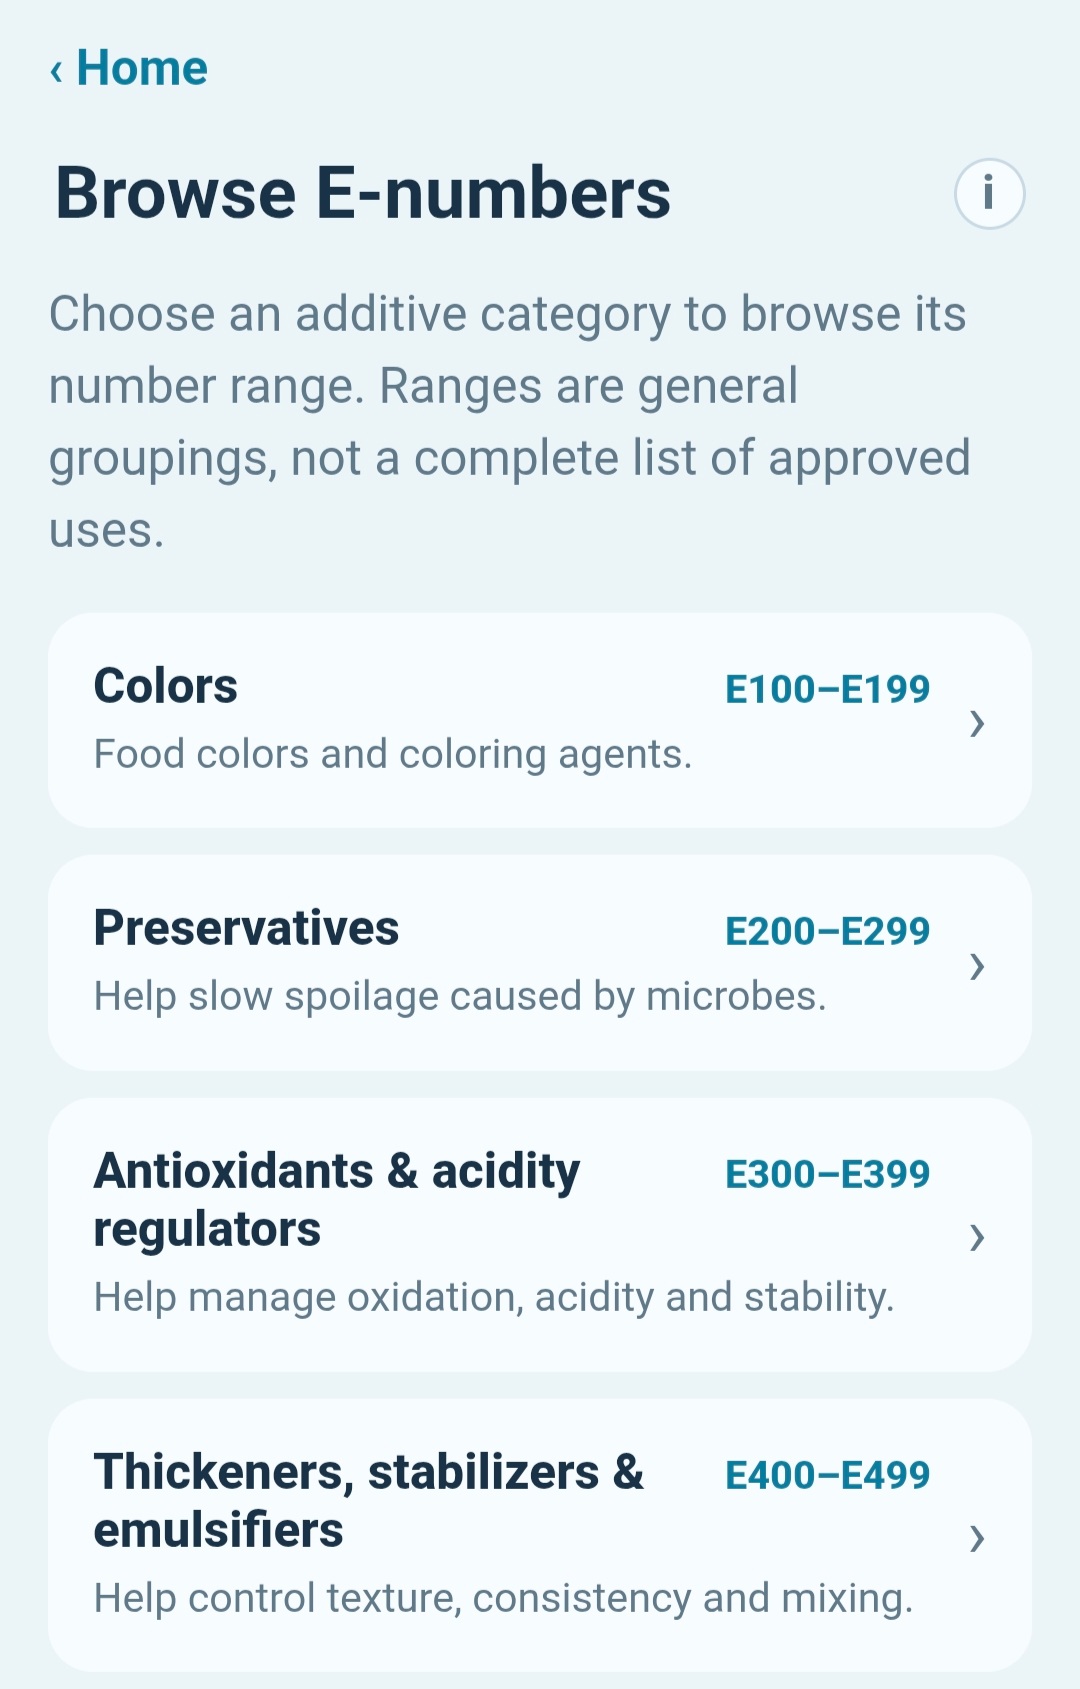 ‹ Home
Browse E-numbers
i
Choose an additive category to browse its
number range. Ranges are general
groupings, not a complete list of approved
uses.
Colors
E100–E199
›
Food colors and coloring agents.
Preservatives
E200–E299
›
Help slow spoilage caused by microbes.
Antioxidants & acidity
regulators
E300–E399
›
Help manage oxidation, acidity and stability.
Thickeners, stabilizers &
emulsifiers
E400–E499
›
Help control texture, consistency and mixing.